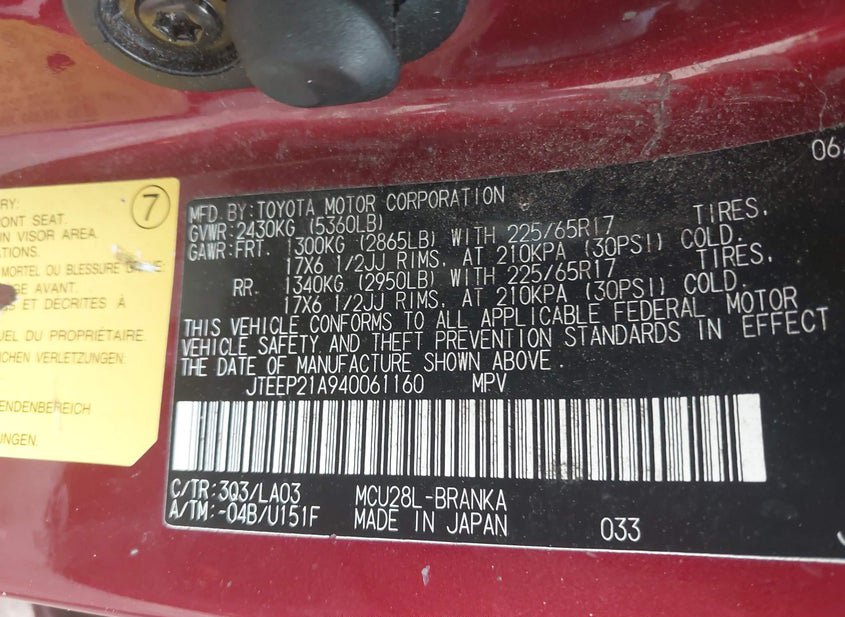 RY:
ONT SEAT.
IN VISOR AREA.
ATIONS.
MORTEL OU BLESSURE
BE AVANT.
S ET DÉCRITES À
UEL DU PROPRIÉTAIRE.
ICHEN VERLETZUNGEN:
ENDENBEREICH
UNGEN.
7
06
MFD. BY: TOYOTA MOTOR CORPORATION
GVWR: 2430KG (5360LB)
GAWR: FRT. 1300KG (2865LB) WITH 225/65R17 TIRES,
17X6 1/2JJ RIMS, AT 210KPA (30PSI) COLD.
RR. 1340KG (2950LB) WITH 225/65R17 TIRES,
17X6 1/2JJ RIMS, AT 210KPA (30PSI) COLD.
THIS VEHICLE CONFORMS TO ALL APPLICABLE FEDERAL MOTOR
VEHICLE SAFETY AND THEFT PREVENTION STANDARDS IN EFFECT
THE DATE OF MANUFACTURE SHOWN ABOVE.
JTEEP21A940061160 MPV
C/TR: 3Q3/LA03 MCU28L-BRANKA
A/TM: -04B/U151F MADE IN JAPAN 033